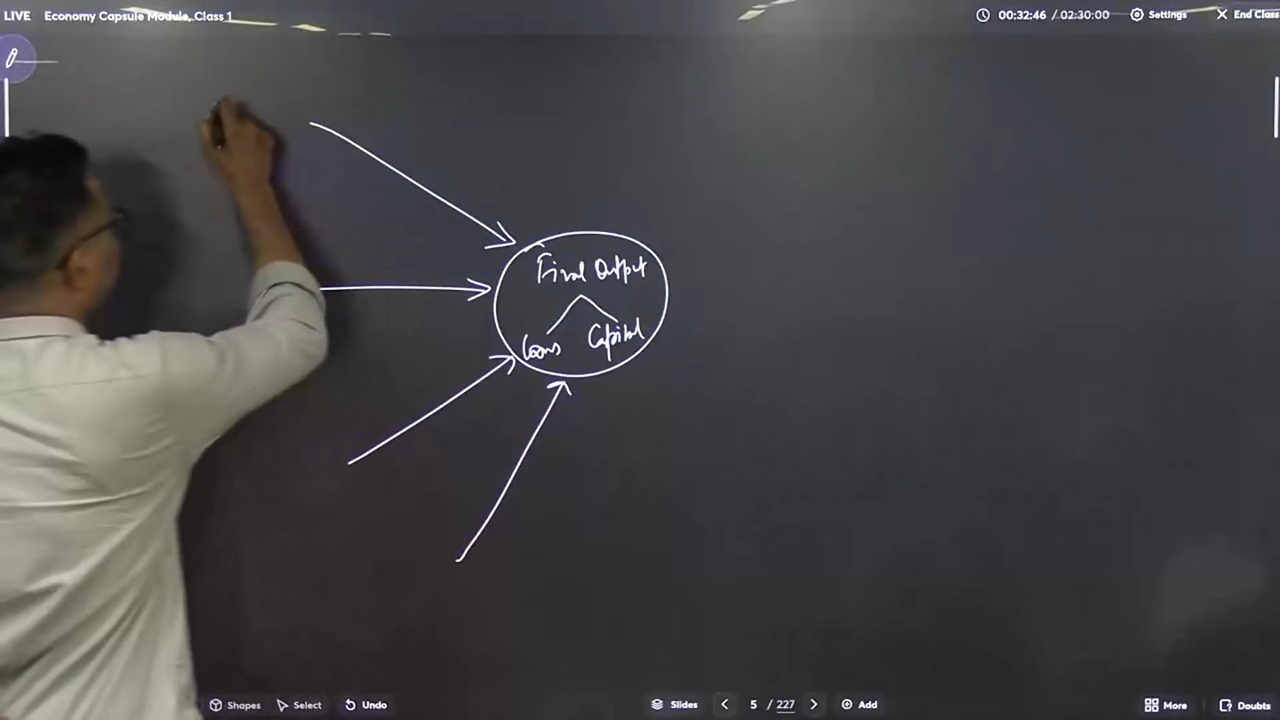 LIVE Economy Capsule Module, Class 1 00:32:46 / 02:30:00 Settings End Class
Final Output
Cons Capital
Shapes Select Undo Slides 5 / 227 Add More Doubts